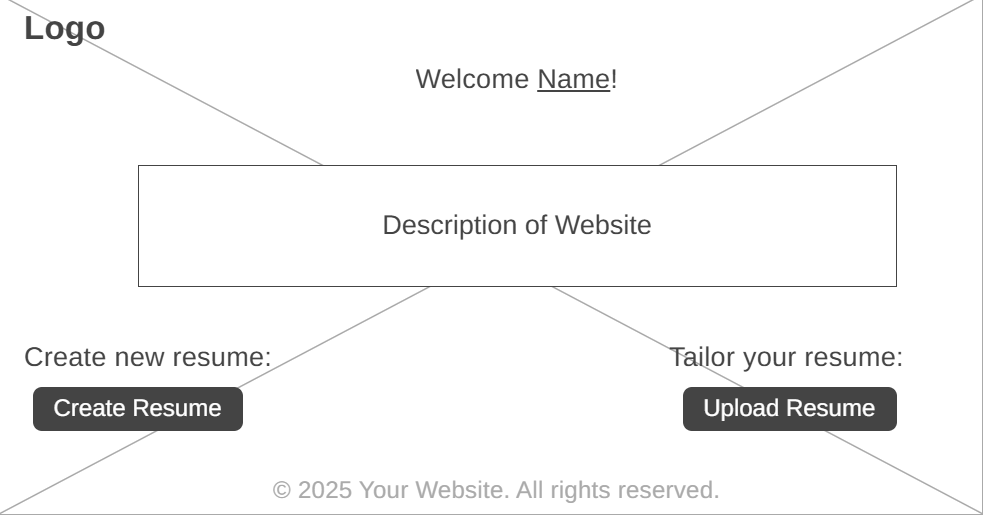 Logo
Welcome Name!
Description of Website
Create new resume:
Tailor your resume:
Create Resume
Upload Resume
© 2025 Your Website. All rights reserved.